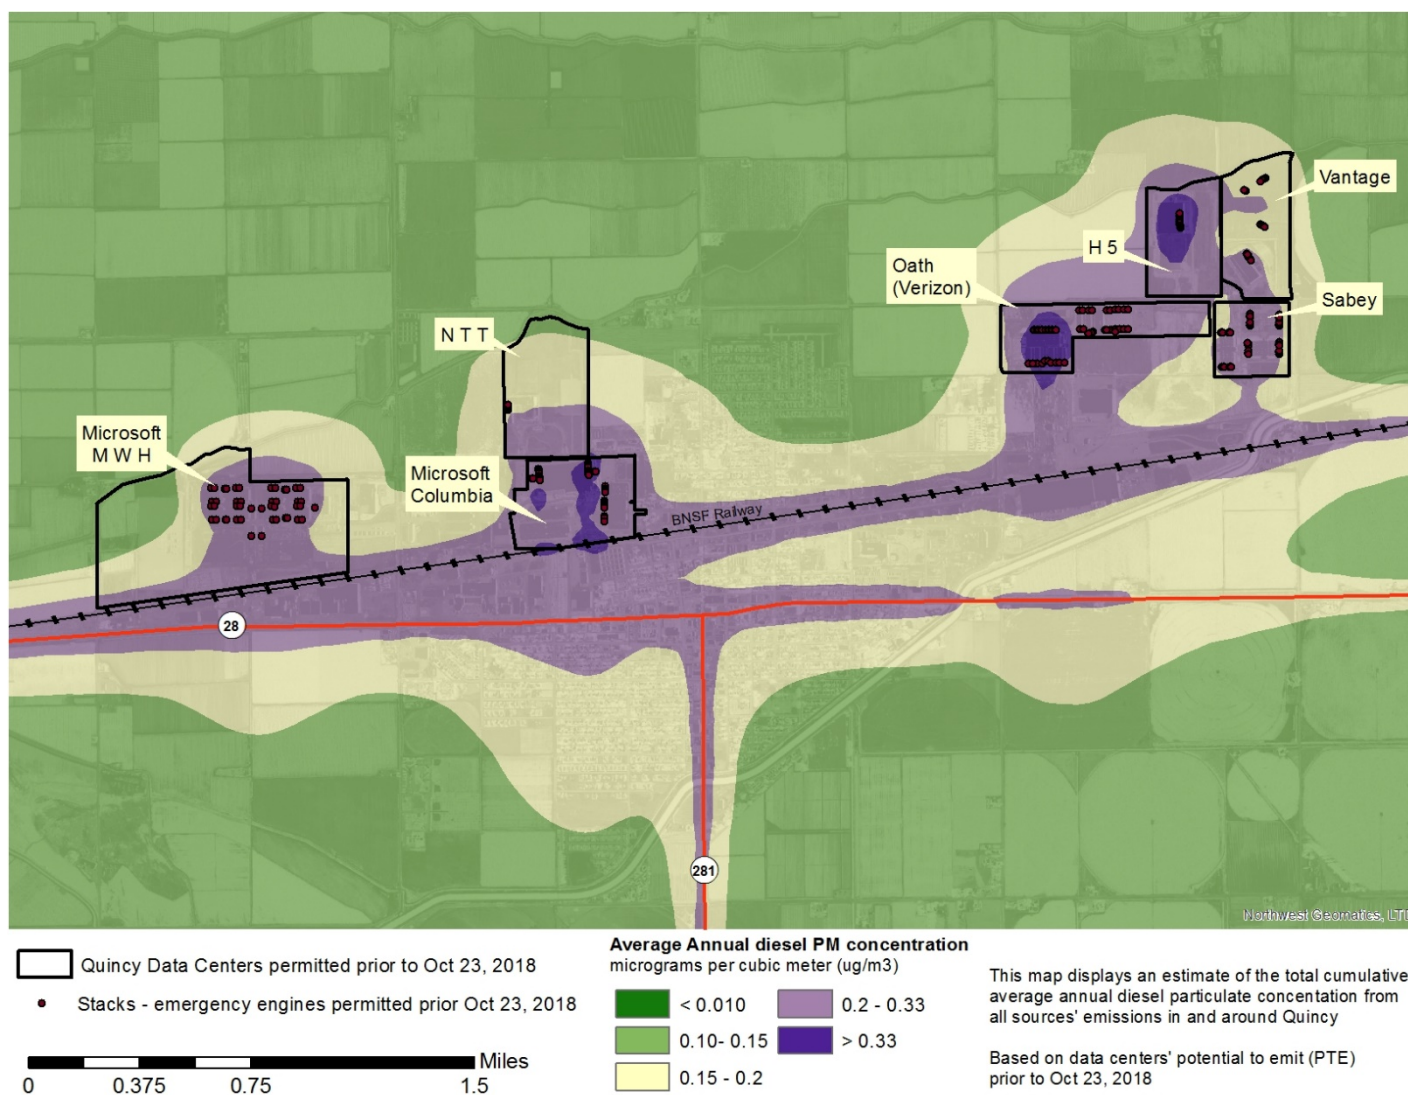 Vantage
H 5
Oath
(Verizon)
Sabey
N T T
Microsoft
M W H
Microsoft
Columbia
BNSF Railway
28
281
Northwest Geomatics, LTD
Quincy Data Centers permitted prior to Oct 23, 2018
Stacks - emergency engines permitted prior Oct 23, 2018
Miles
0 0.375 0.75 1.5
Average Annual diesel PM concentration
micrograms per cubic meter (ug/m3)
< 0.010 0.2 - 0.33
0.10- 0.15 > 0.33
0.15 - 0.2
This map displays an estimate of the total cumulative
average annual diesel particulate concentation from
all sources' emissions in and around Quincy
Based on data centers' potential to emit (PTE)
prior to Oct 23, 2018